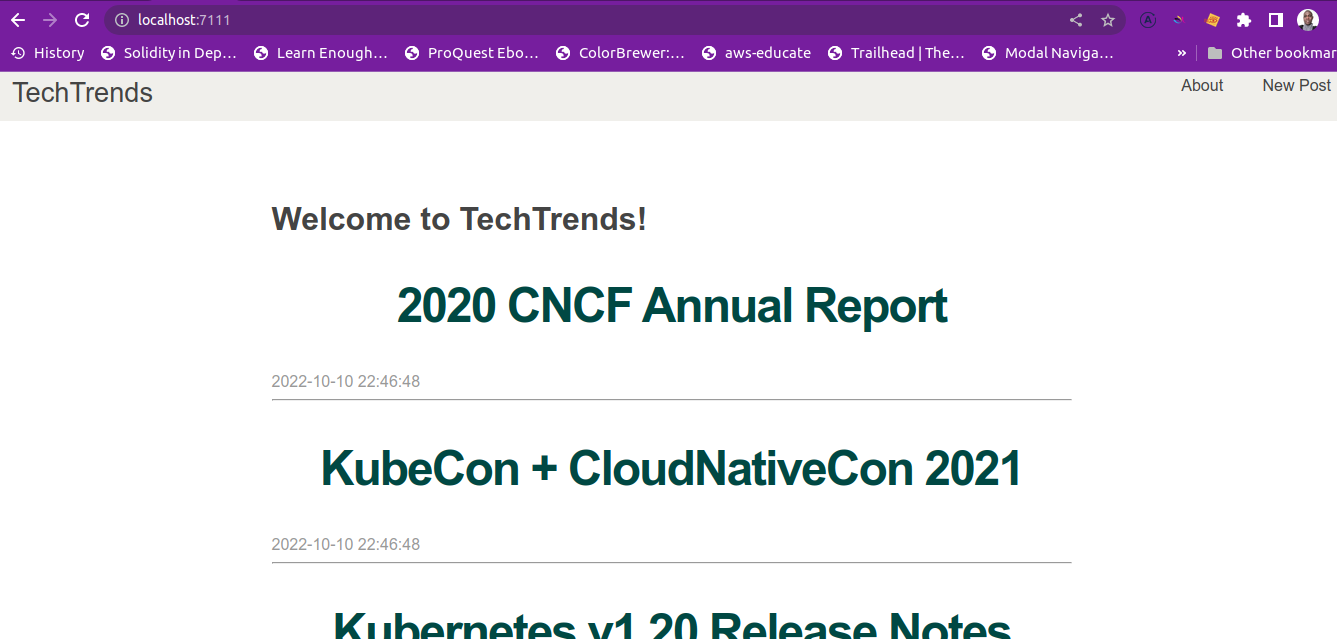 localhost:7111
History Solidity in Dep... Learn Enough... ProQuest Ebo... ColorBrewer:... aws-educate Trailhead | The... Modal Naviga... » Other bookmar
TechTrends About New Post
Welcome to TechTrends!
2020 CNCF Annual Report
2022-10-10 22:46:48
KubeCon + CloudNativeCon 2021
2022-10-10 22:46:48
Kubernetes v1.20 Release Notes